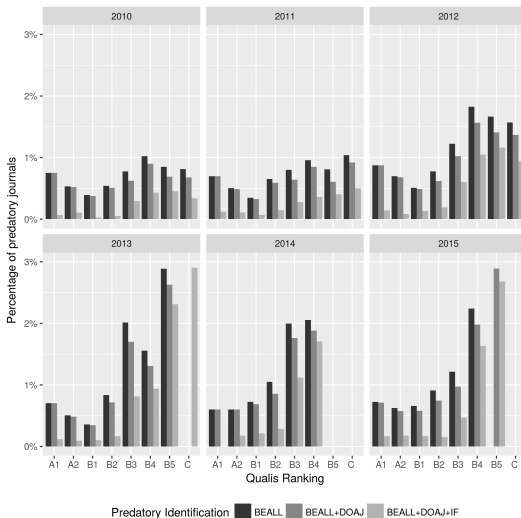 2010 2011 2012
3%
2%
1%
0%
2013 2014 2015
3%
2%
1%
0%
Percentage of predatory journals
A1 A2 B1 B2 B3 B4 B5 C A1 A2 B1 B2 B3 B4 B5 C A1 A2 B1 B2 B3 B4 B5 C
Qualis Ranking
Predatory Identification BEALL BEALL+DOAJ BEALL+DOAJ+IF